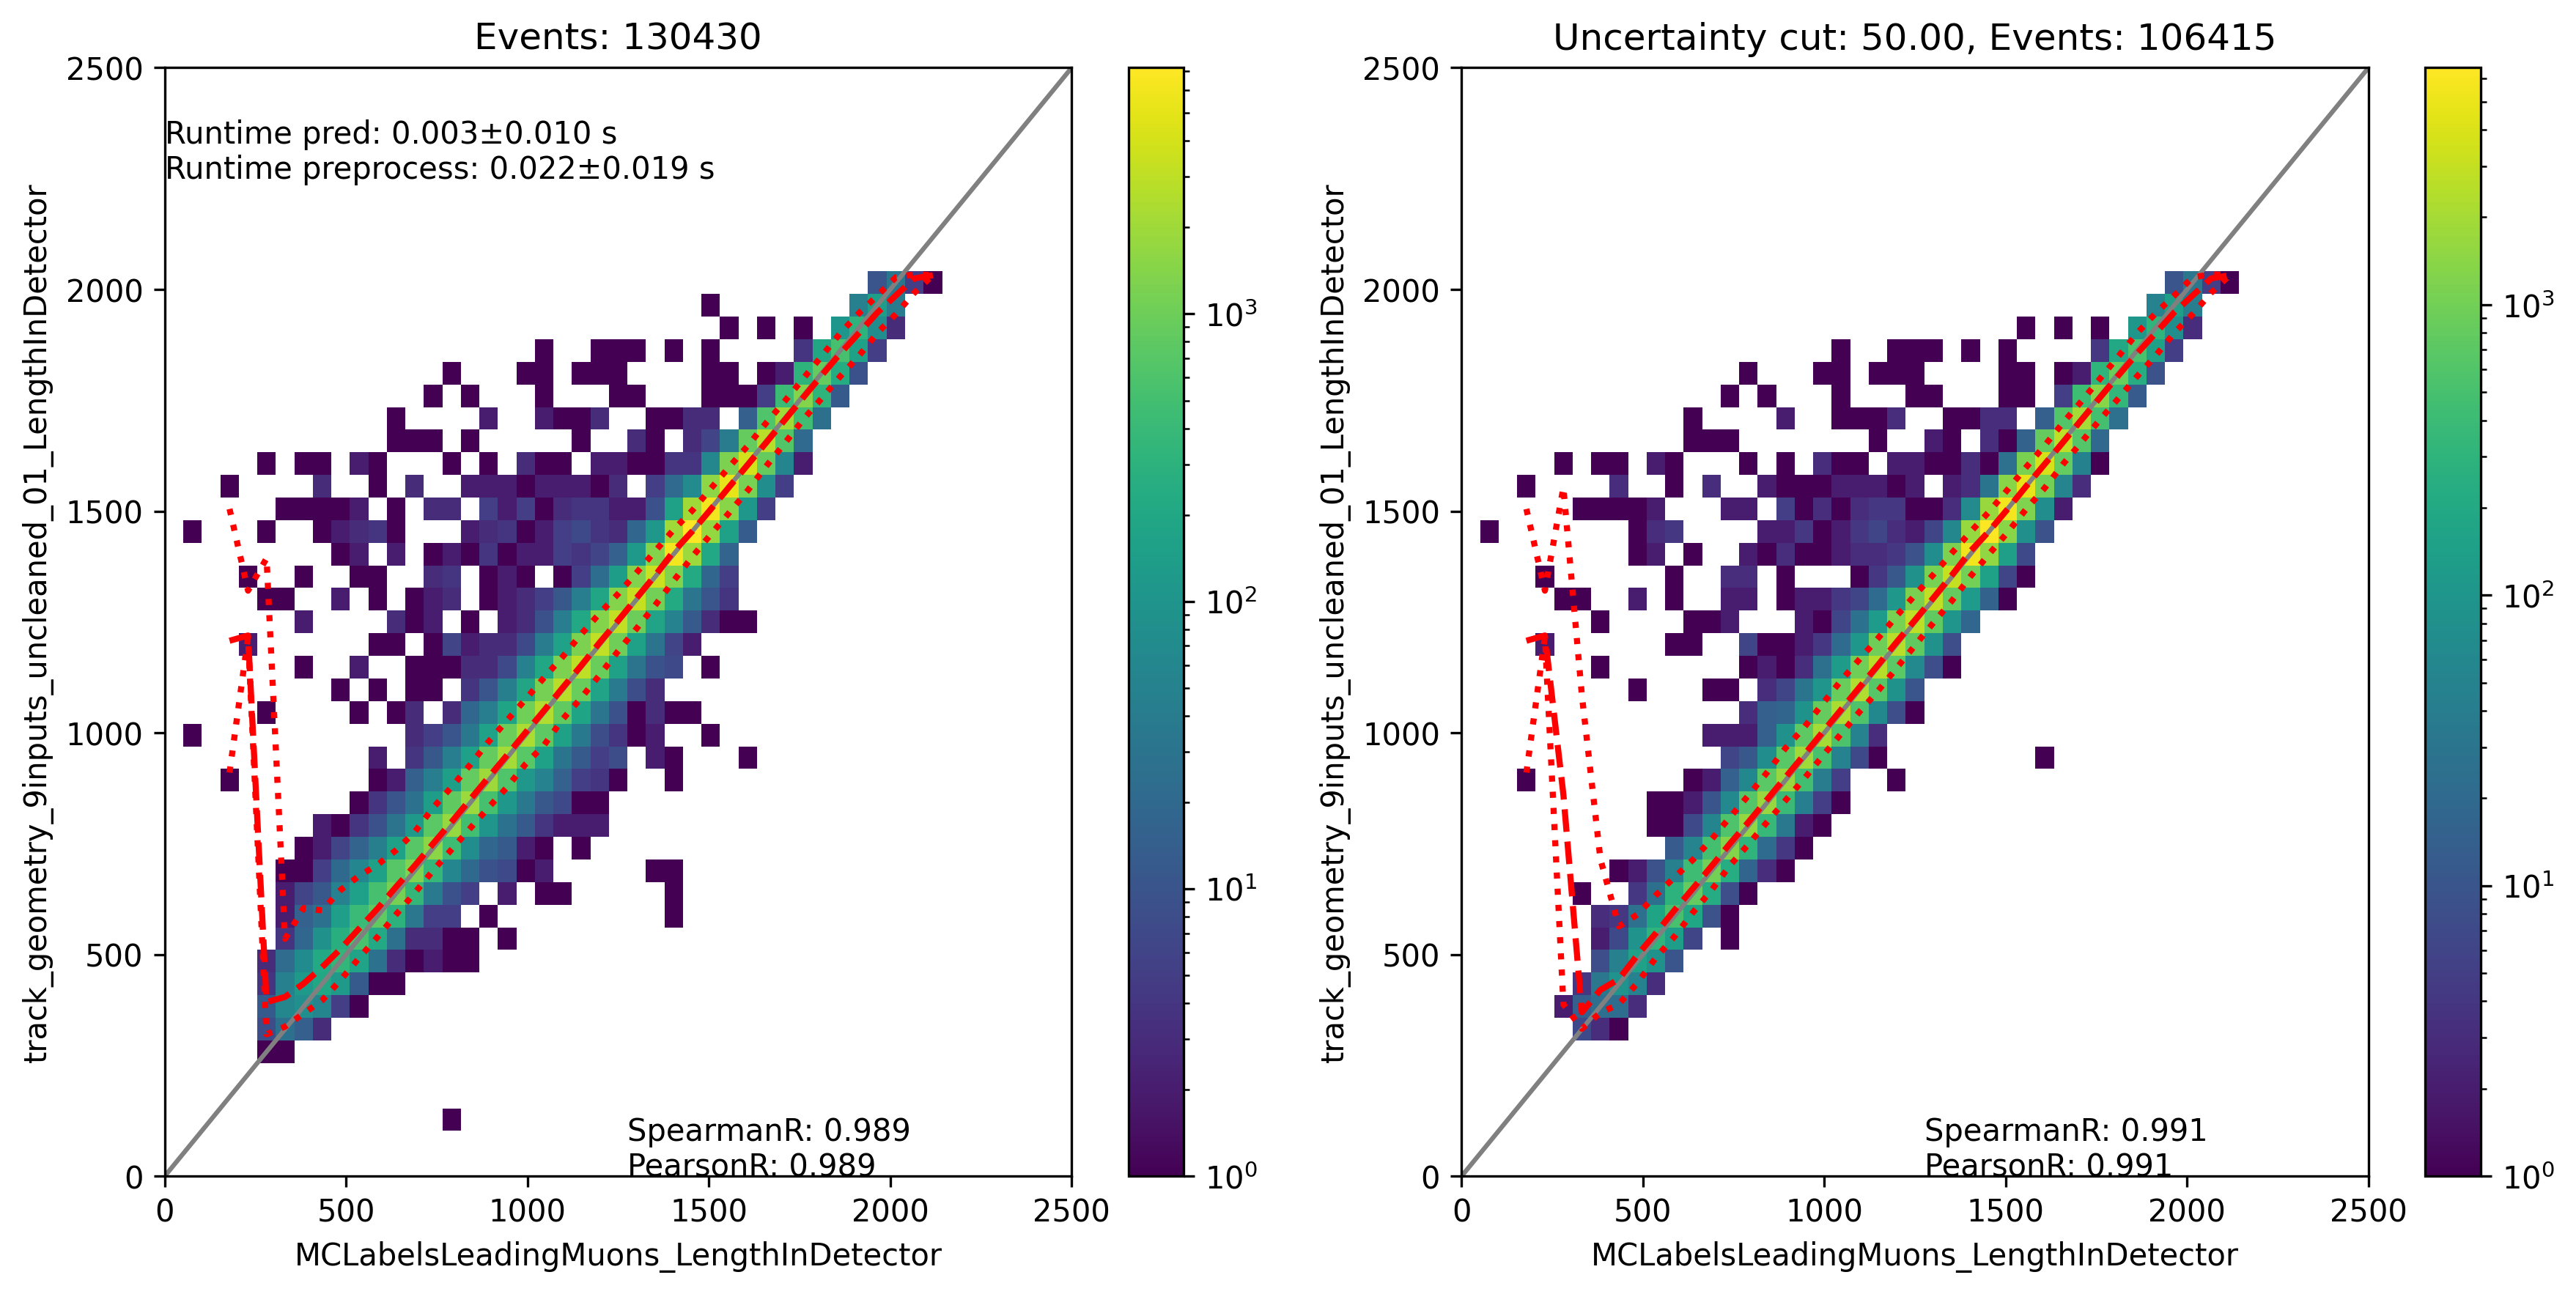 Events: 130430
2500
2000
1500
1000
500
0
track_geometry_9inputs_uncleaned_01_LengthInDetector
Runtime pred: 0.003±0.010 s
Runtime preprocess: 0.022±0.019 s
SpearmanR: 0.989
PearsonR: 0.989
0 500 1000 1500 2000 2500
MCLabelsLeadingMuons_LengthInDetector
10³
10²
10¹
10⁰
Uncertainty cut: 50.00, Events: 106415
2500
2000
1500
1000
500
0
track_geometry_9inputs_uncleaned_01_LengthInDetector
SpearmanR: 0.991
PearsonR: 0.991
0 500 1000 1500 2000 2500
MCLabelsLeadingMuons_LengthInDetector
10³
10²
10¹
10⁰